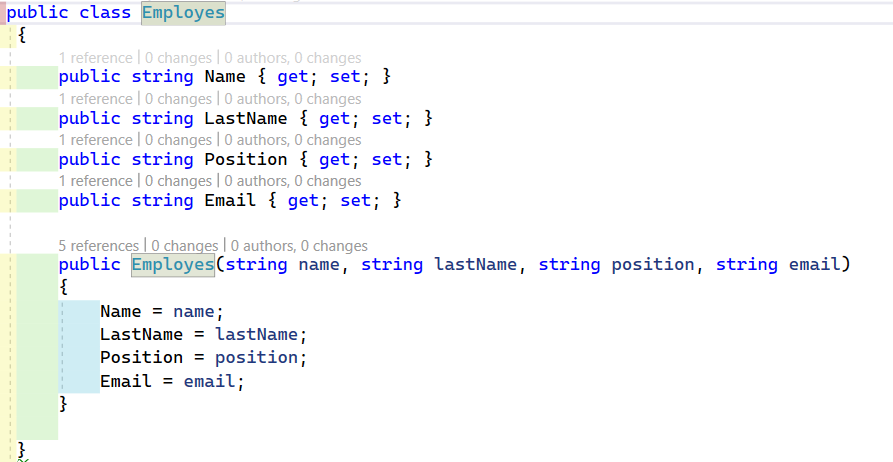 public class Employes
{
1 reference | 0 changes | 0 authors, 0 changes
public string Name { get; set; }
1 reference | 0 changes | 0 authors, 0 changes
public string LastName { get; set; }
1 reference | 0 changes | 0 authors, 0 changes
public string Position { get; set; }
1 reference | 0 changes | 0 authors, 0 changes
public string Email { get; set; }
5 references | 0 changes | 0 authors, 0 changes
public Employes(string name, string lastName, string position, string email)
{
Name = name;
LastName = lastName;
Position = position;
Email = email;
}
}